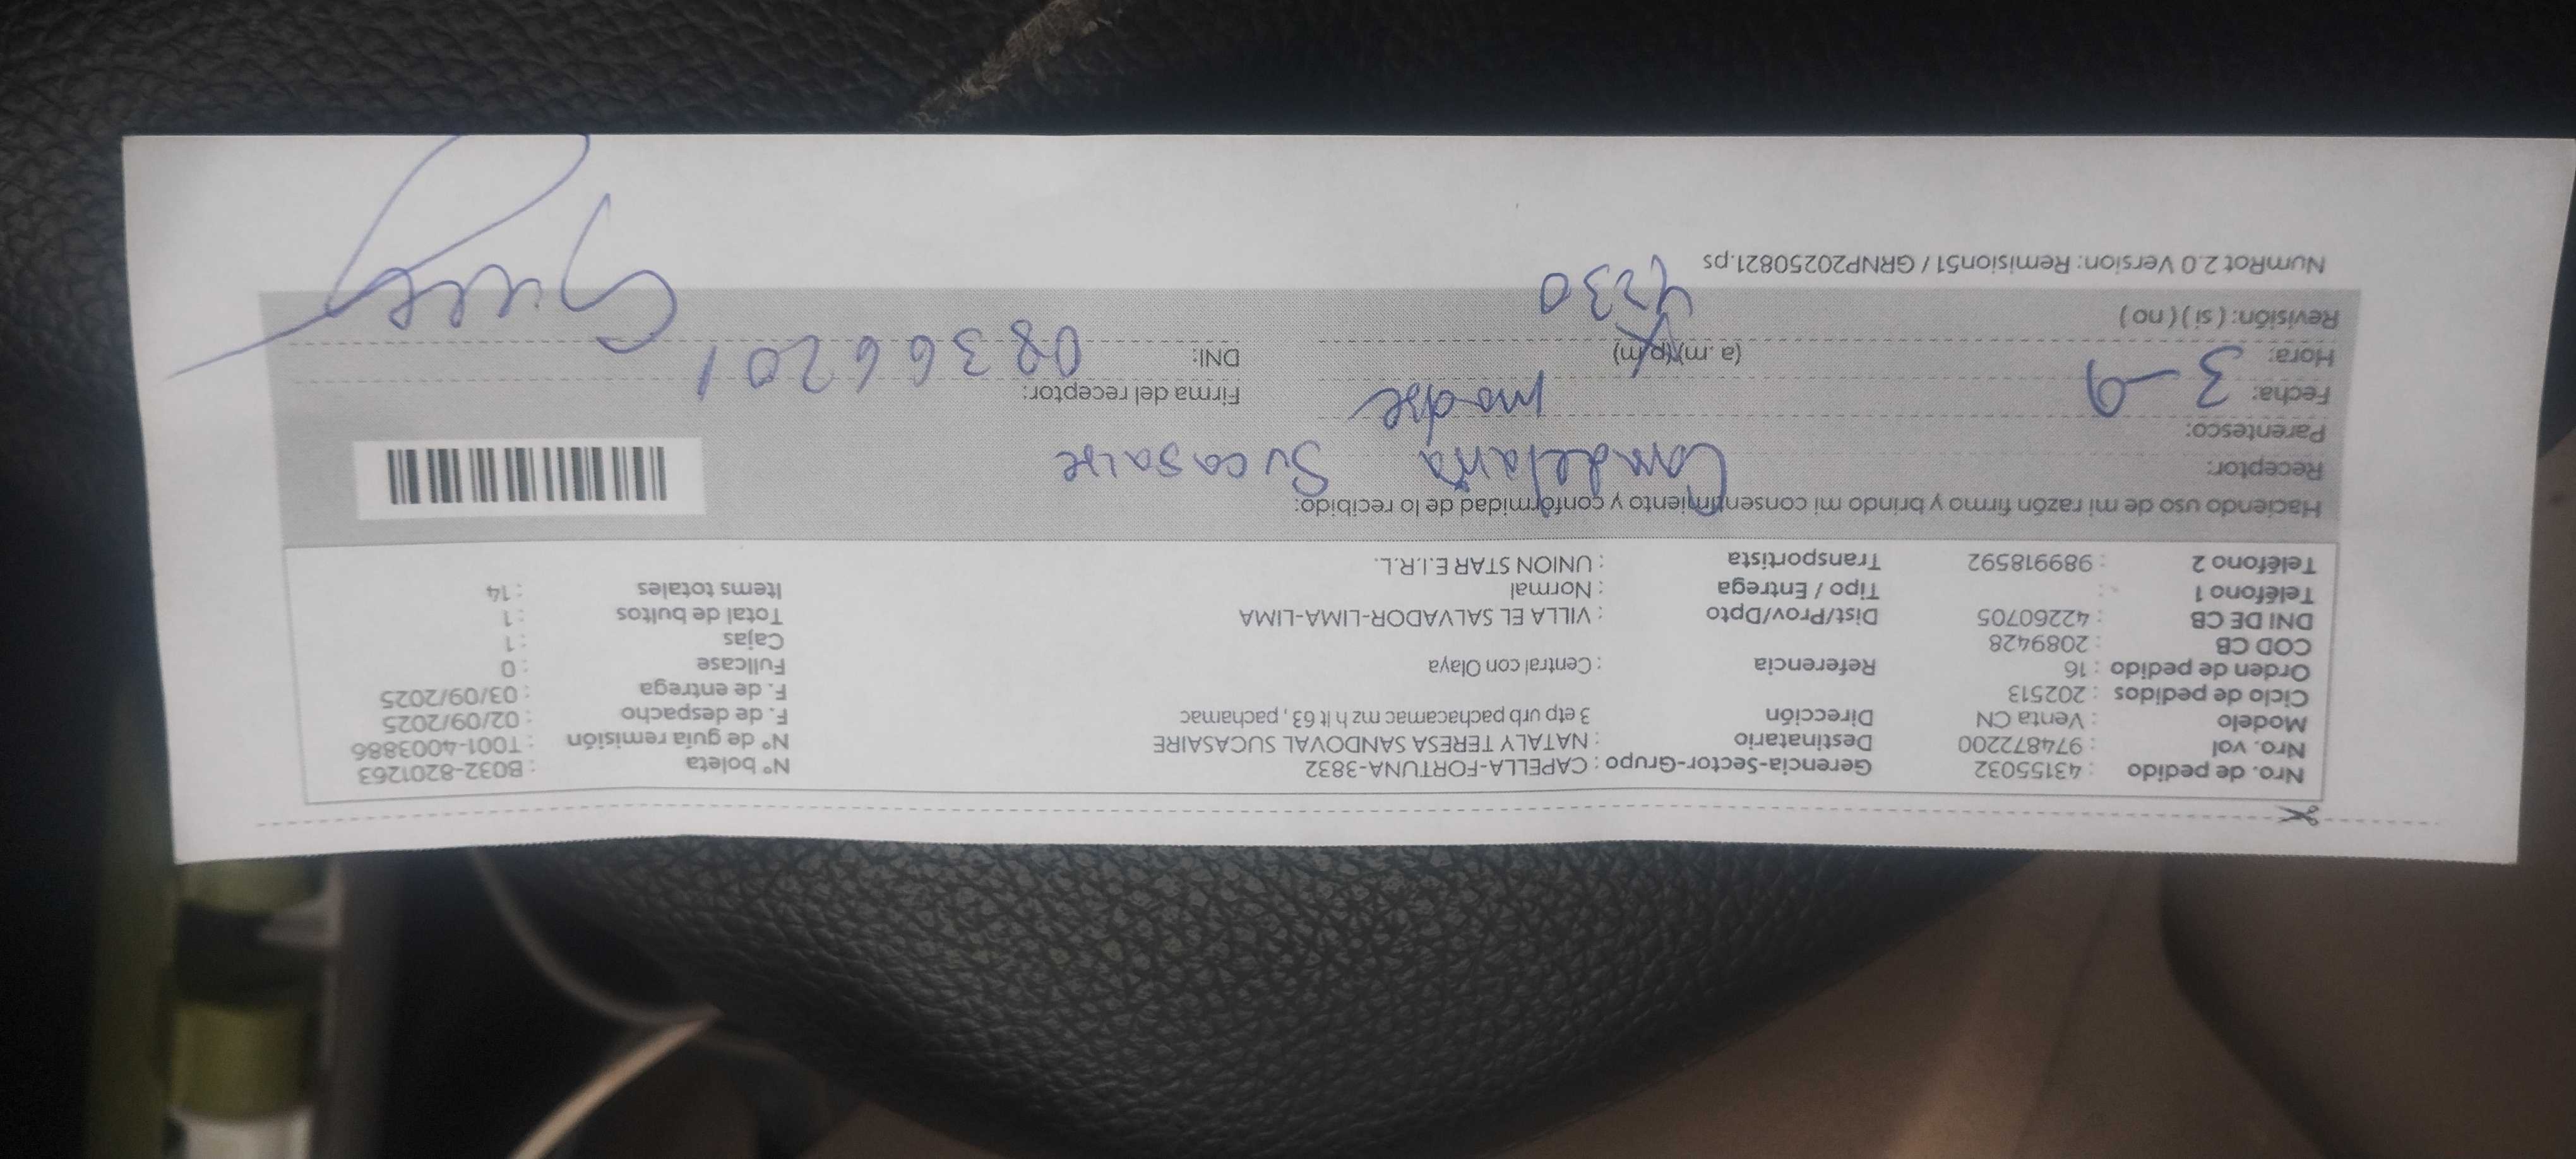 Nro. de pedido : 43155032 Gerencia-Sector-Grupo : CAPELLA-FORTUNA-3832 N° boleta : B032-8201263
Nro. vol : 974872200 Destinatario : NATALY TERESA SANDOVAL SUCASAIRE N° de guía remisión : T001-4003886
Modelo : Venta CN Dirección 3 etp urb pachacamac mz h lt 63 , pachamac F. de despacho : 02/09/2025
Ciclo de pedidos : 202513 F. de entrega : 03/09/2025
Orden de pedido : 16 Referencia : Central con Olaya Fullcase : 0
COD CB : 2089428 Cajas : 1
DNI DE CB : 42260705 Dist/Prov/Dpto : VILLA EL SALVADOR-LIMA-LIMA Total de bultos : 1
Teléfono 1 : Tipo / Entrega : Normal Items totales : 14
Teléfono 2 : 989918592 Transportista : UNION STAR E.I.R.L.
Haciendo uso de mi razón firmo y brindo mi consentimiento y conformidad de lo recibido:
Receptor: Candelaria Sucasaire
Parentesco: madre
Fecha: 3-9 Firma del receptor:
Hora: (a .m) (p/m) DNI: 08366201
Revisión: ( si ) ( no )
NumRot 2.0 Version: Remision51 / GRNP20250821.ps